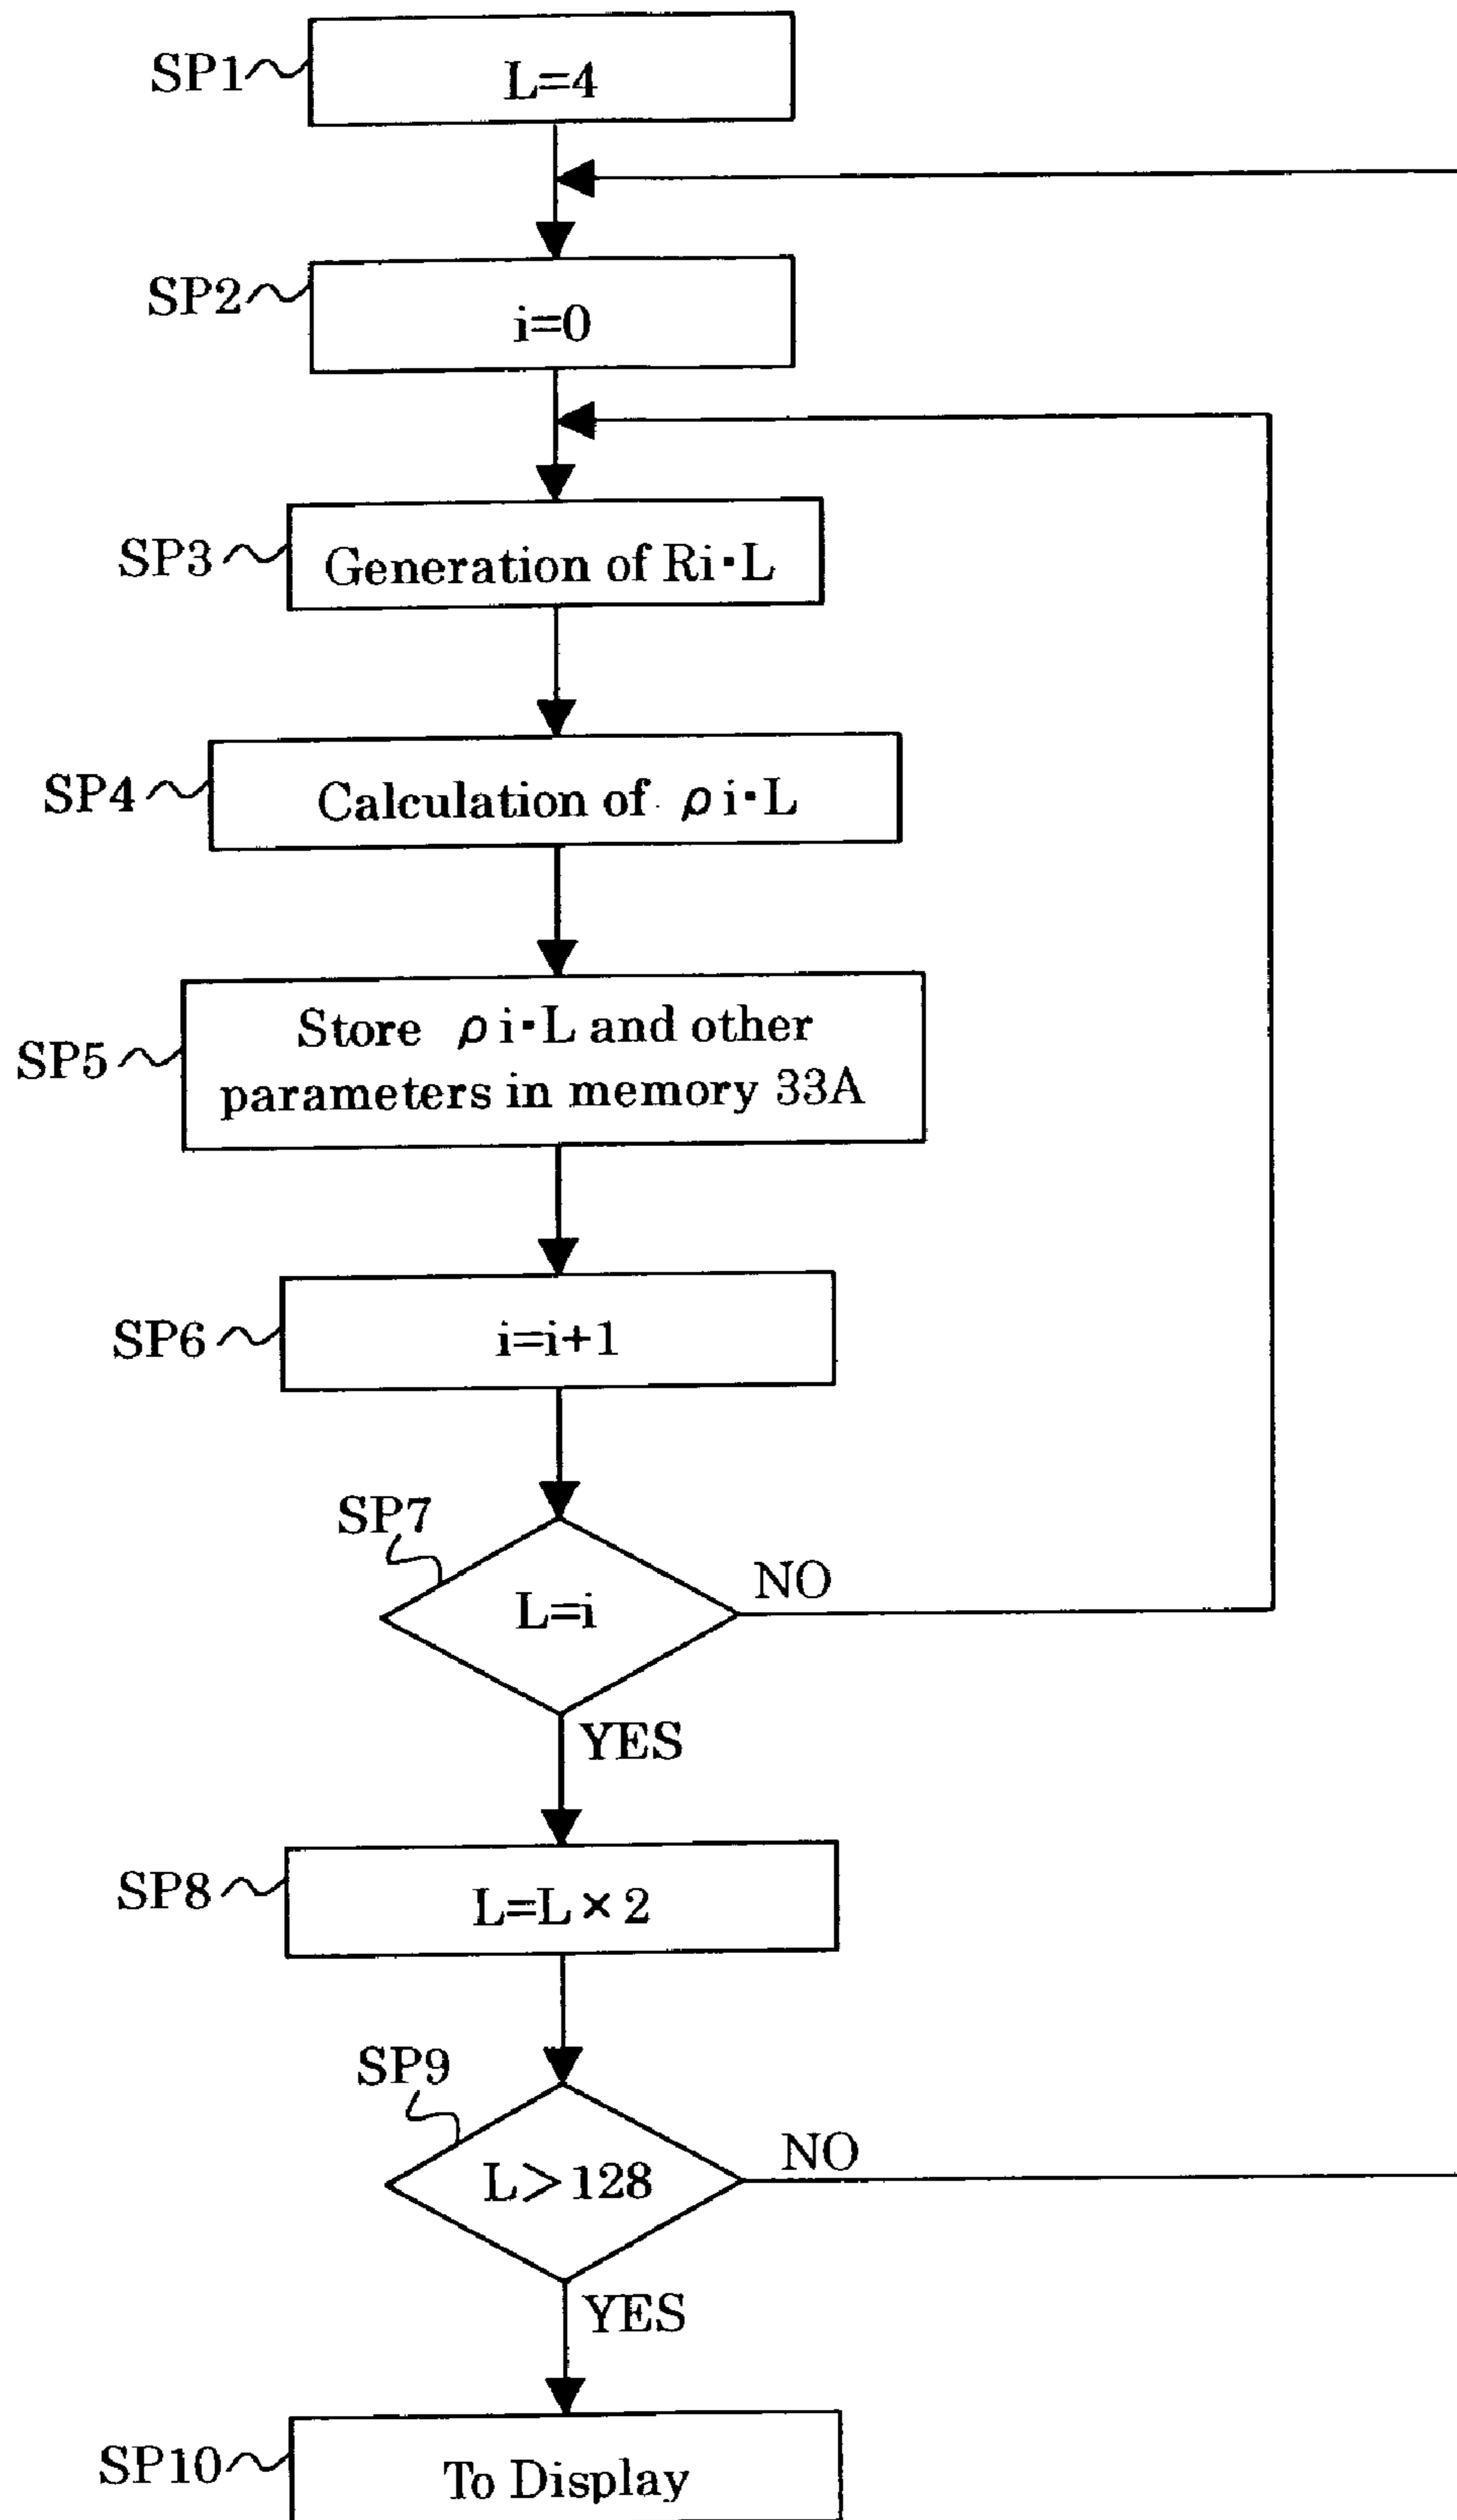 SP1
L=4
SP2
i=0
SP3
Generation of Ri·L
SP4
Calculation of ρi·L
SP5
Store ρi·L and other
parameters in memory 33A
SP6
i=i+1
SP7
L=i
NO
YES
SP8
L=L×2
SP9
L>128
NO
YES
SP10
To Display